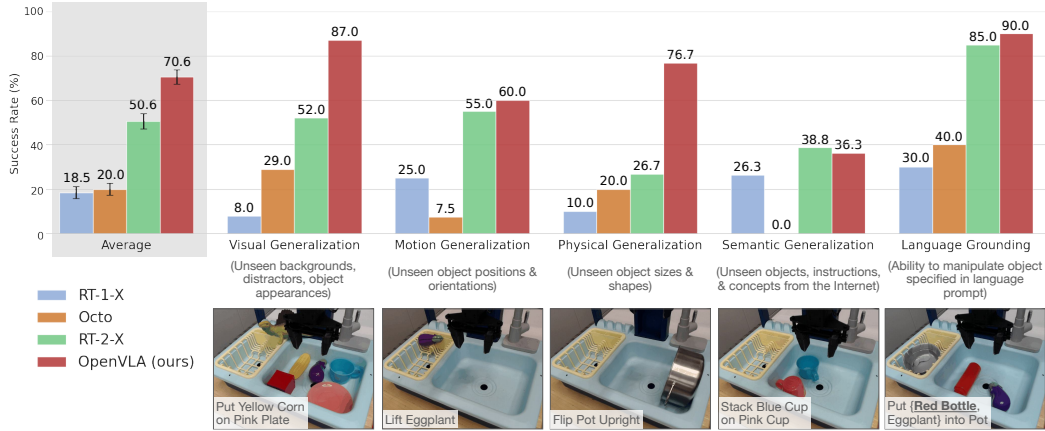 Success Rate (%)
100
80
60
40
20
0
18.5
20.0
50.6
70.6
8.0
29.0
52.0
87.0
25.0
7.5
55.0
60.0
10.0
20.0
26.7
76.7
26.3
0.0
38.8
36.3
30.0
40.0
85.0
90.0
Average
Visual Generalization
Motion Generalization
Physical Generalization
Semantic Generalization
Language Grounding
(Unseen backgrounds,
distractors, object
appearances)
(Unseen object positions &
orientations)
(Unseen object sizes &
shapes)
(Unseen objects, instructions,
& concepts from the Internet)
(Ability to manipulate object
specified in language
prompt)
RT-1-X
Octo
RT-2-X
OpenVLA (ours)
Put Yellow Corn
on Pink Plate
Lift Eggplant
Flip Pot Upright
Stack Blue Cup
on Pink Cup
Put {Red Bottle,
Eggplant} into Pot